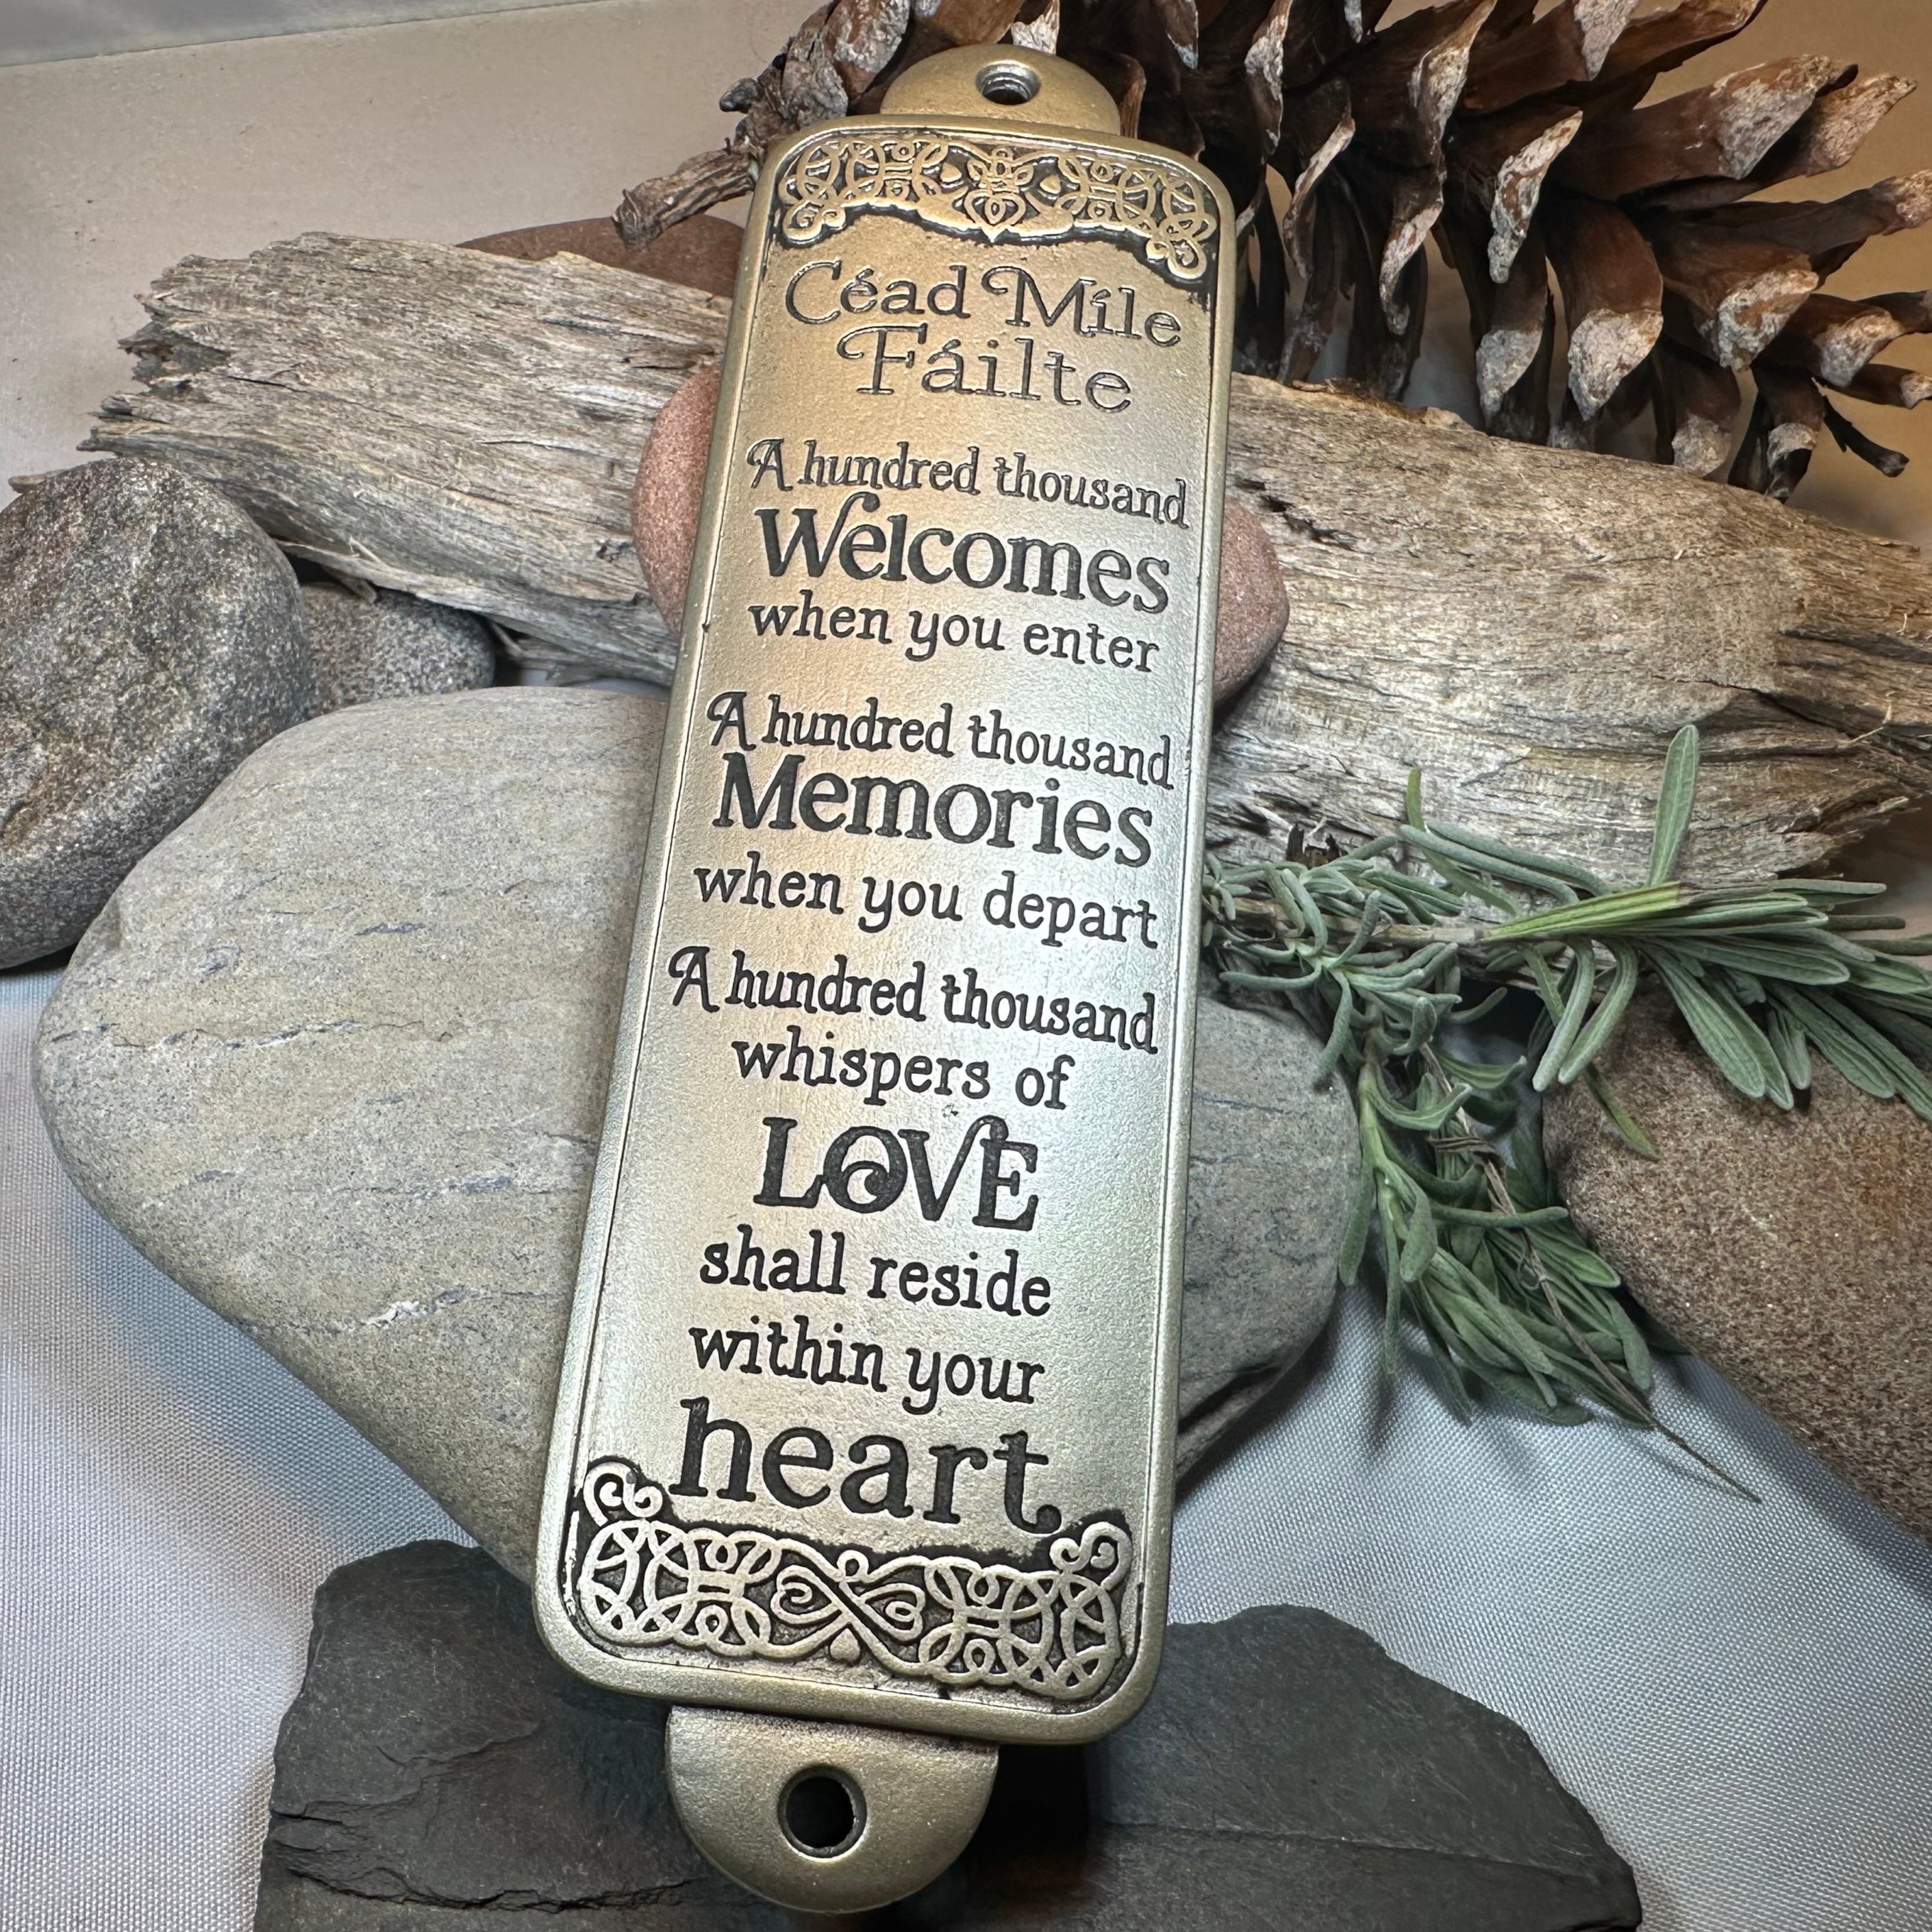 Céad Míle
Fáilte
A hundred thousand
Welcomes
when you enter
A hundred thousand
Memories
when you depart
A hundred thousand
whispers of
LOVE
shall reside
within your
heart